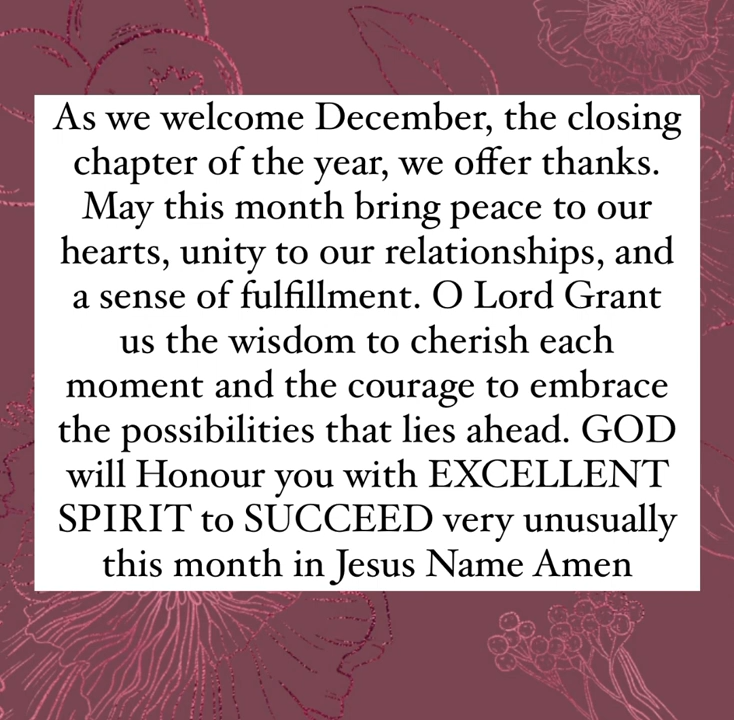 As we welcome December, the closing
chapter of the year, we offer thanks.
May this month bring peace to our
hearts, unity to our relationships, and
a sense of fulfillment. O Lord Grant
us the wisdom to cherish each
moment and the courage to embrace
the possibilities that lies ahead. GOD
will Honour you with EXCELLENT
SPIRIT to SUCCEED very unusually
this month in Jesus Name Amen